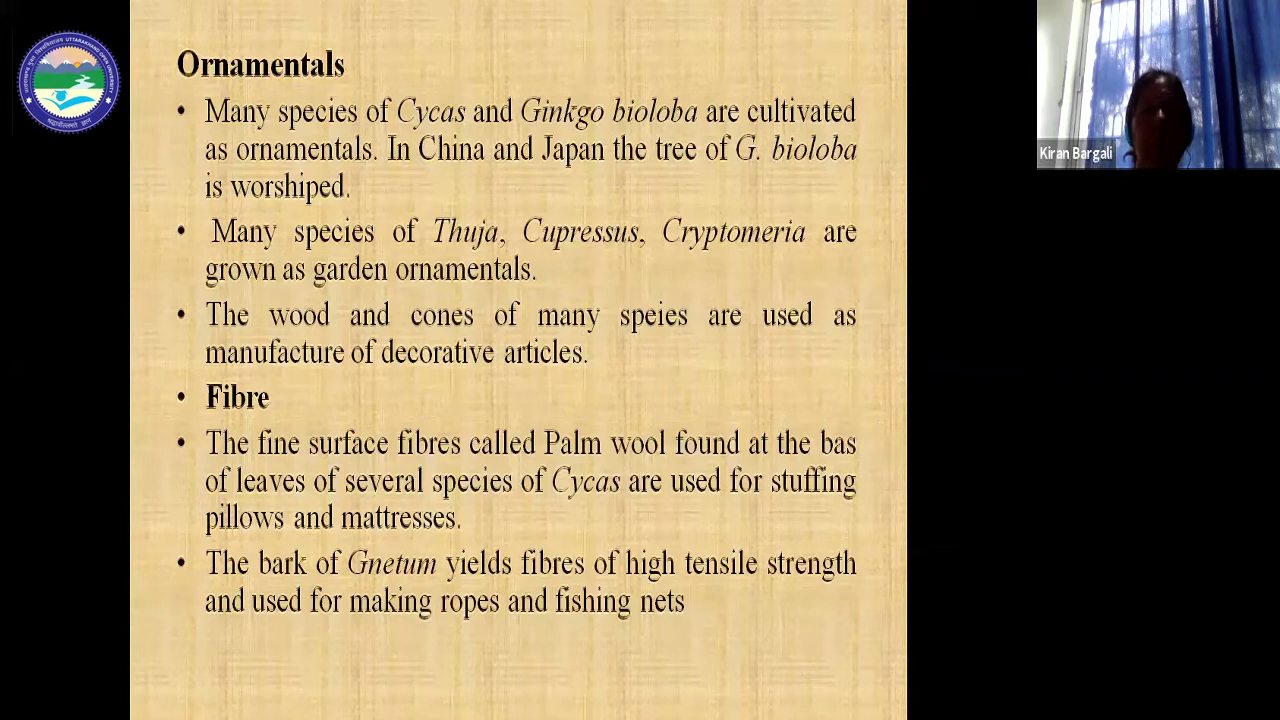 Ornamentals
• Many species of Cycas and Ginkgo bioloba are cultivated
as ornamentals. In China and Japan the tree of G. bioloba
is worshiped.
• Many species of Thuja, Cupressus, Cryptomeria are
grown as garden ornamentals.
• The wood and cones of many speies are used as
manufacture of decorative articles.
• Fibre
• The fine surface fibres called Palm wool found at the bas
of leaves of several species of Cycas are used for stuffing
pillows and mattresses.
• The bark of Gnetum yields fibres of high tensile strength
and used for making ropes and fishing nets
Kiran Bargali
UTTARAKHAND OPEN UNIVERSITY